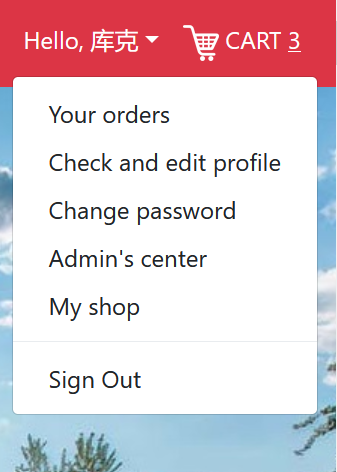 Hello, 库克 CART 3
Your orders
Check and edit profile
Change password
Admin's center
My shop
Sign Out